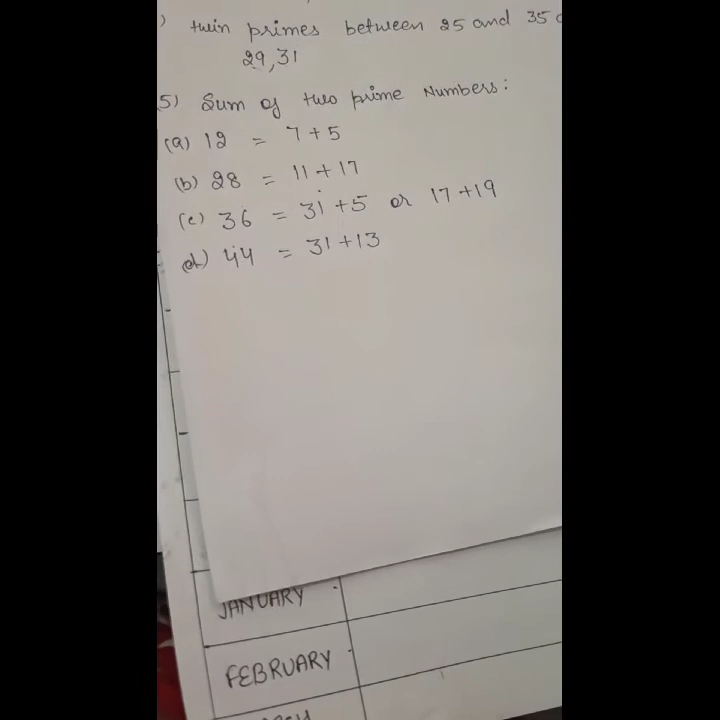 ) twin primes between 25 and 35
29,31
5) Sum of two prime Numbers:
(a) 12 = 7+5
(b) 28 = 11+17
(c) 36 = 31+5 or 17+19
(d) 44 = 31+13
JANUARY
FEBRUARY